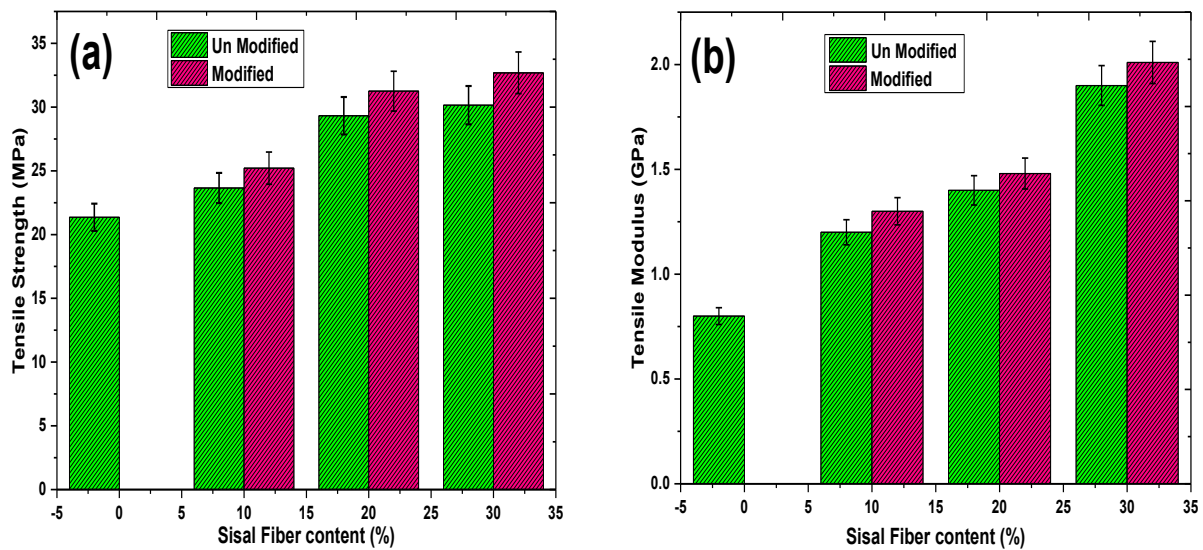 (a)
Un Modified
Modified
Tensile Strength (MPa)
35
30
25
20
15
10
5
0
-5 0 5 10 15 20 25 30 35
Sisal Fiber content (%)
(b)
Un Modified
Modified
Tensile Modulus (GPa)
2.0
1.5
1.0
0.5
0.0
-5 0 5 10 15 20 25 30 35
Sisal Fiber content (%)